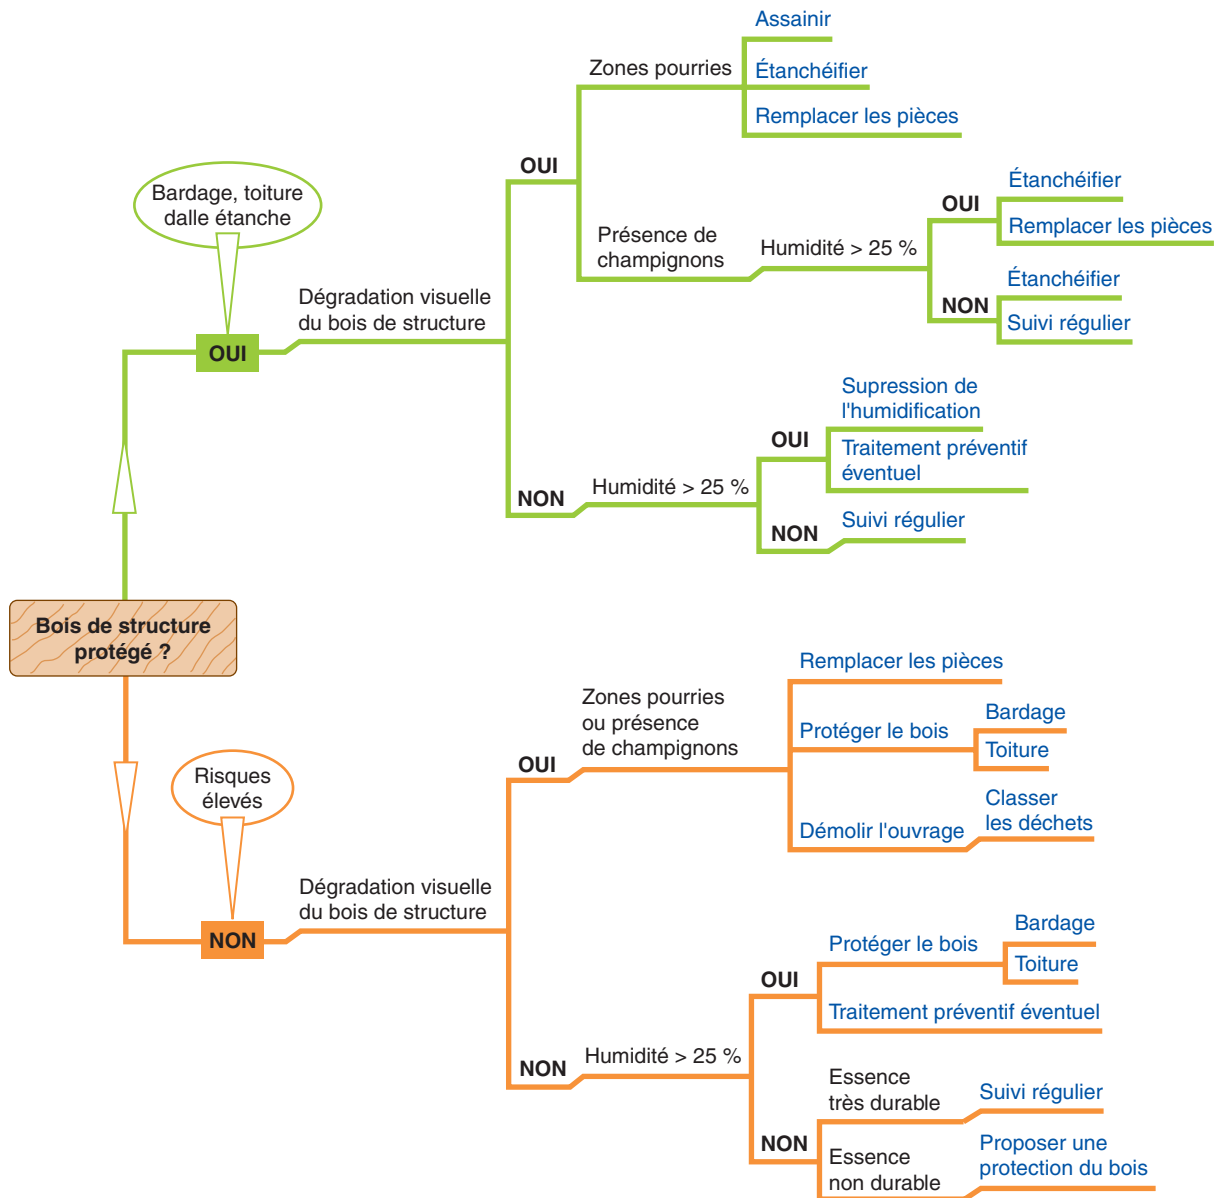 Assainir
Zones pourries
Étanchéifier
Remplacer les pièces
OUI
Bardage, toiture
dalle étanche
Présence de
champignons
Humidité > 25 %
OUI
Étanchéifier
Remplacer les pièces
NON
Étanchéifier
Suivi régulier
Dégradation visuelle
du bois de structure
OUI
Supression de
l'humidification
OUI
Traitement préventif
éventuel
NON
Humidité > 25 %
NON
Suivi régulier
Bois de structure
protégé ?
Zones pourries
ou présence
de champignons
Remplacer les pièces
Protéger le bois
Bardage
Toiture
OUI
Risques
élevés
Démolir l'ouvrage
Classer
les déchets
Dégradation visuelle
du bois de structure
NON
Protéger le bois
Bardage
Toiture
OUI
Traitement préventif éventuel
NON
Humidité > 25 %
Essence
très durable
Suivi régulier
NON
Essence
non durable
Proposer une
protection du bois